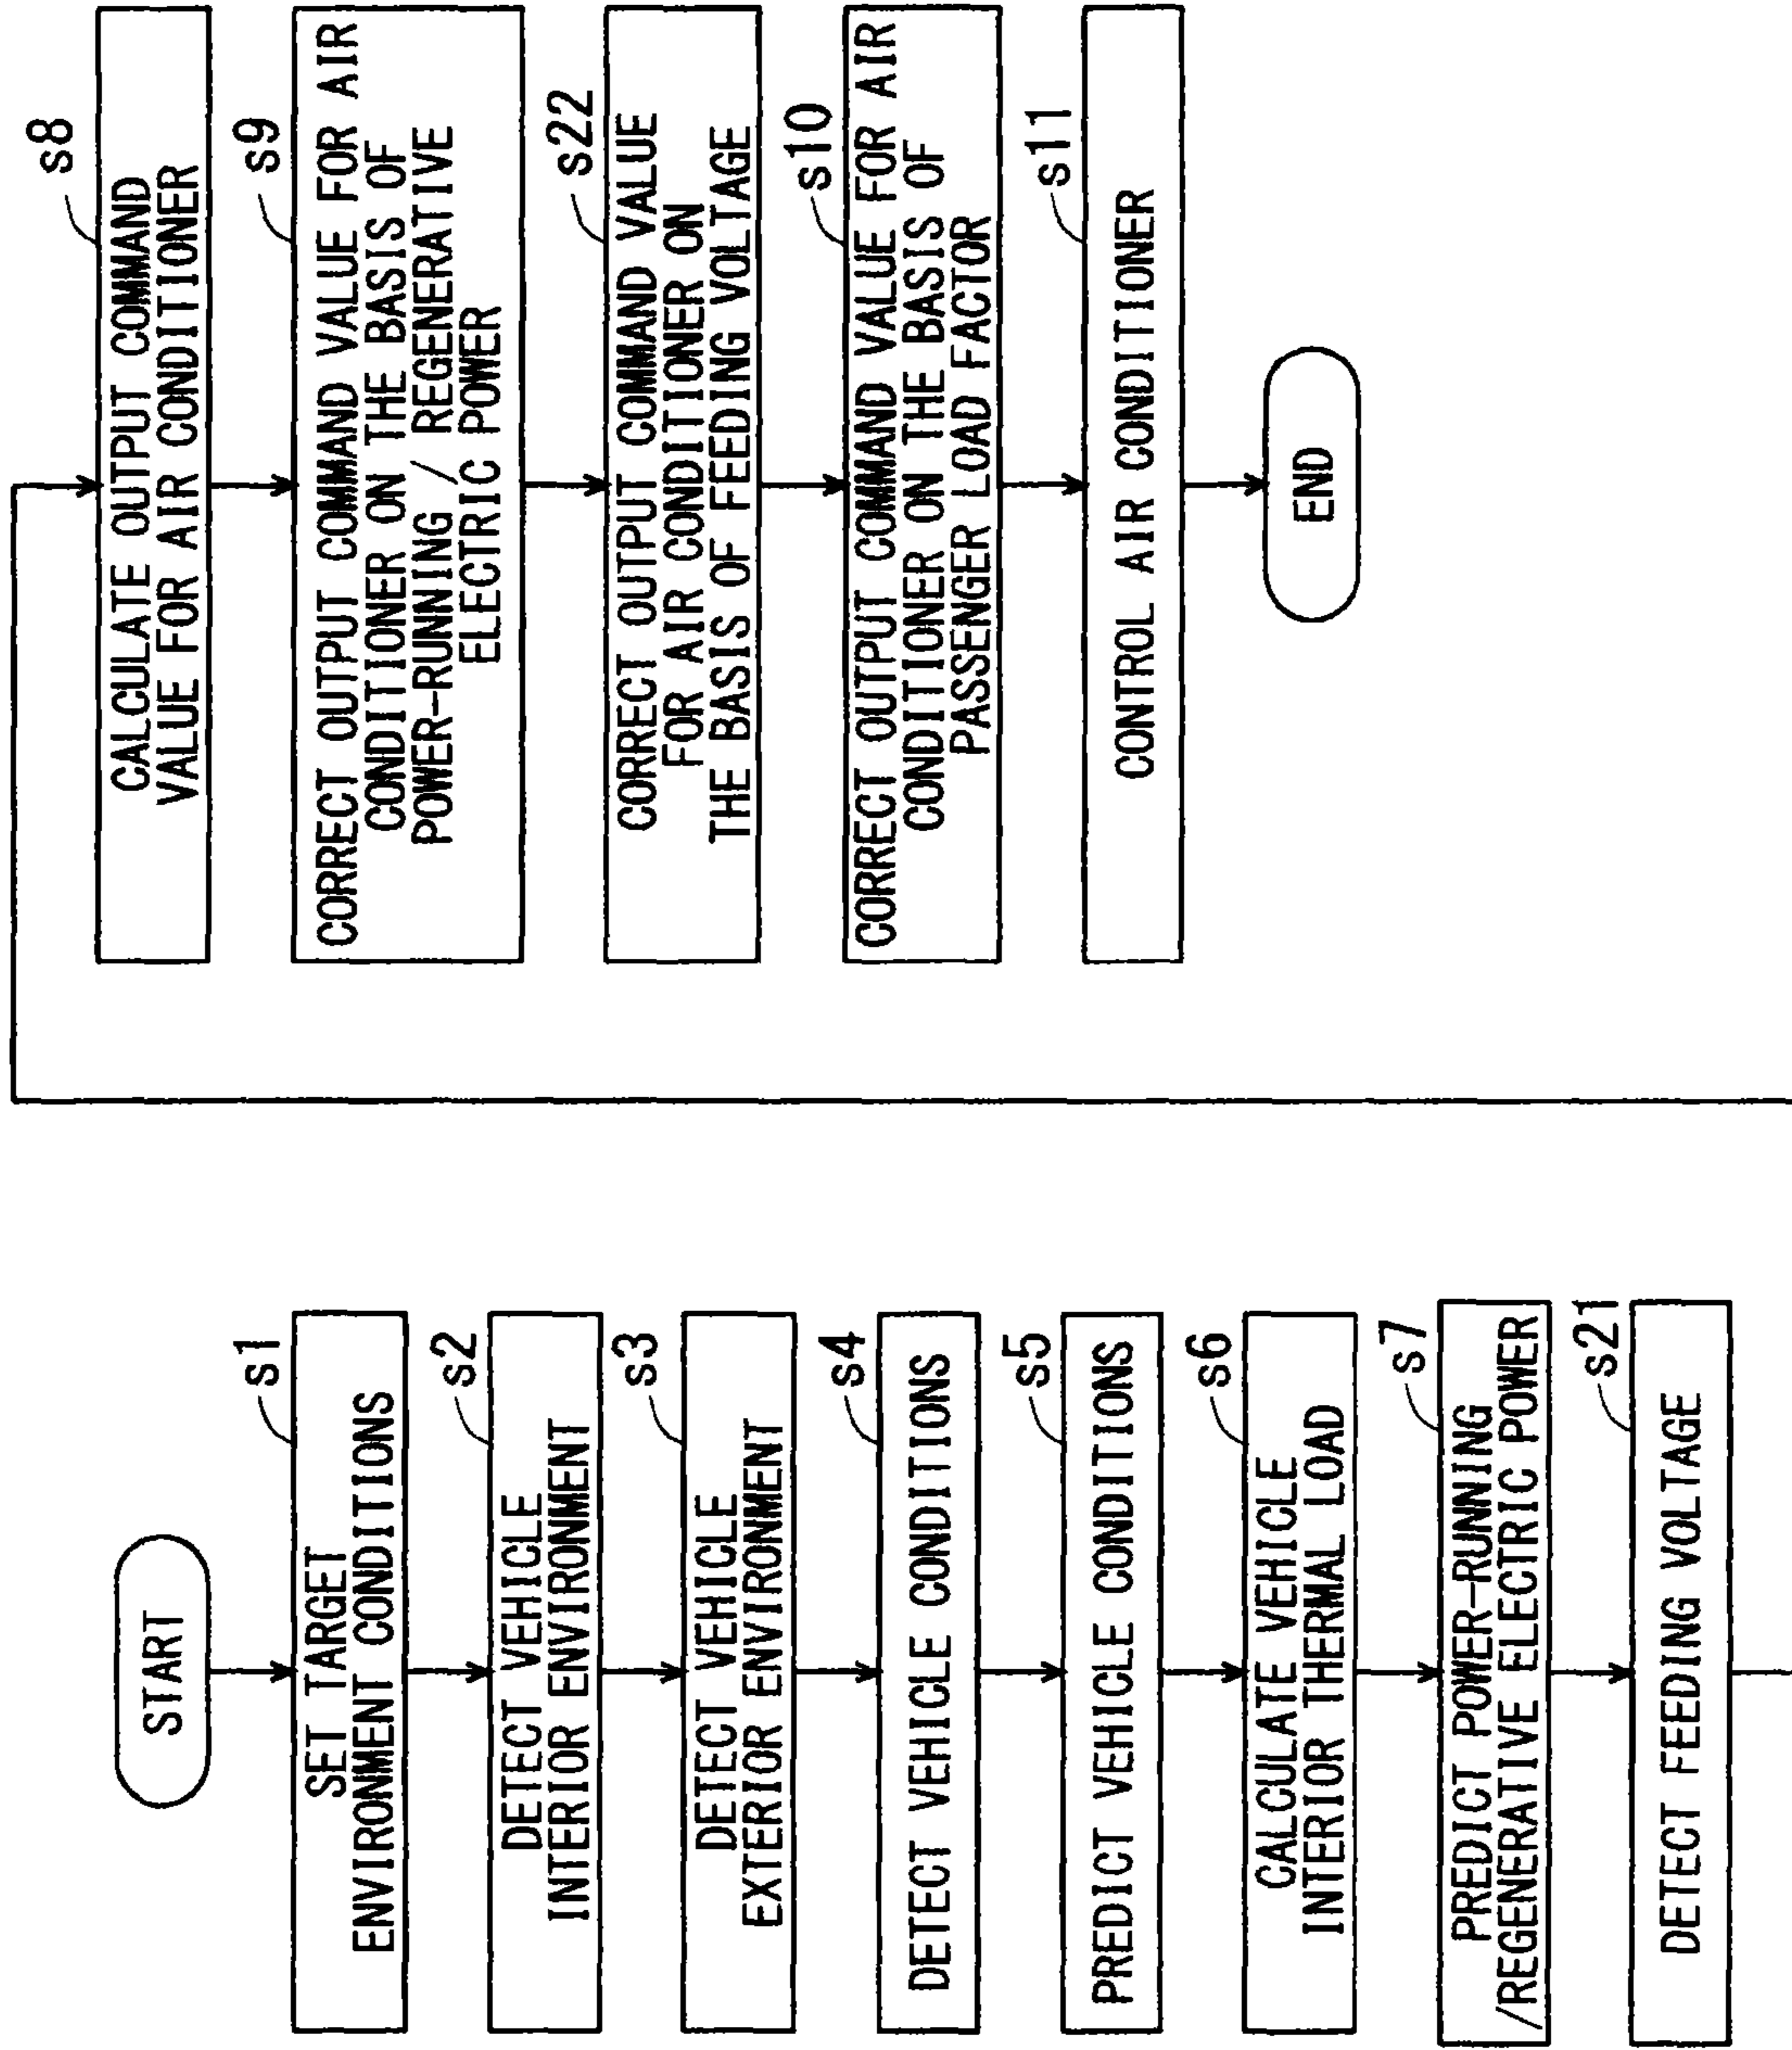 START
s1
SET TARGET
ENVIRONMENT CONDITIONS
s2
DETECT VEHICLE
INTERIOR ENVIRONMENT
s3
DETECT VEHICLE
EXTERIOR ENVIRONMENT
s4
DETECT VEHICLE CONDITIONS
s5
PREDICT VEHICLE CONDITIONS
s6
CALCULATE VEHICLE
INTERIOR THERMAL LOAD
s7
PREDICT POWER-RUNNING
/REGENERATIVE ELECTRIC POWER
s21
DETECT FEEDING VOLTAGE
s8
CALCULATE OUTPUT COMMAND
VALUE FOR AIR CONDITIONER
s9
CORRECT OUTPUT COMMAND VALUE FOR AIR
CONDITIONER ON THE BASIS OF
POWER-RUNNING / REGENERATIVE
ELECTRIC POWER
s22
CORRECT OUTPUT COMMAND VALUE
FOR AIR CONDITIONER ON
THE BASIS OF FEEDING VOLTAGE
s10
CORRECT OUTPUT COMMAND VALUE FOR AIR
CONDITIONER ON THE BASIS OF
PASSENGER LOAD FACTOR
s11
CONTROL AIR CONDITIONER
END